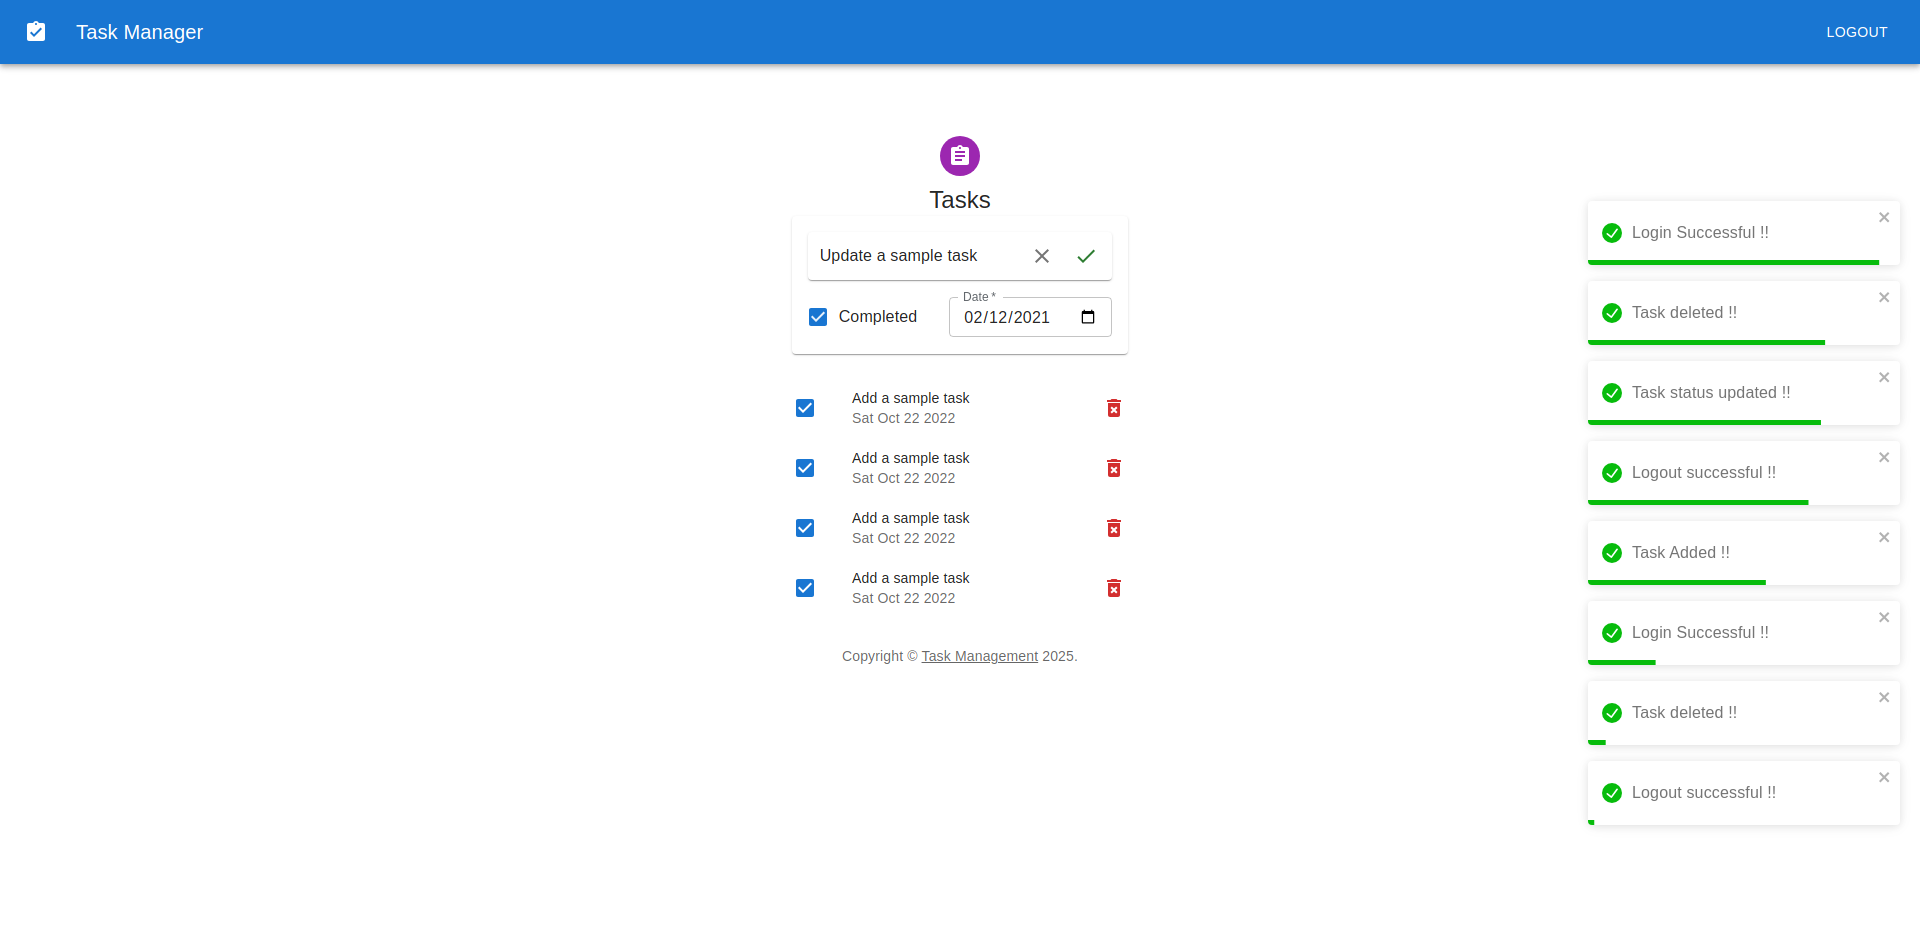 Task Manager
LOGOUT
Tasks
Update a sample task
Date *
Completed
02/12/2021
Add a sample task
Sat Oct 22 2022
Add a sample task
Sat Oct 22 2022
Add a sample task
Sat Oct 22 2022
Add a sample task
Sat Oct 22 2022
Copyright © Task Management 2025.
Login Successful !!
Task deleted !!
Task status updated !!
Logout successful !!
Task Added !!
Login Successful !!
Task deleted !!
Logout successful !!